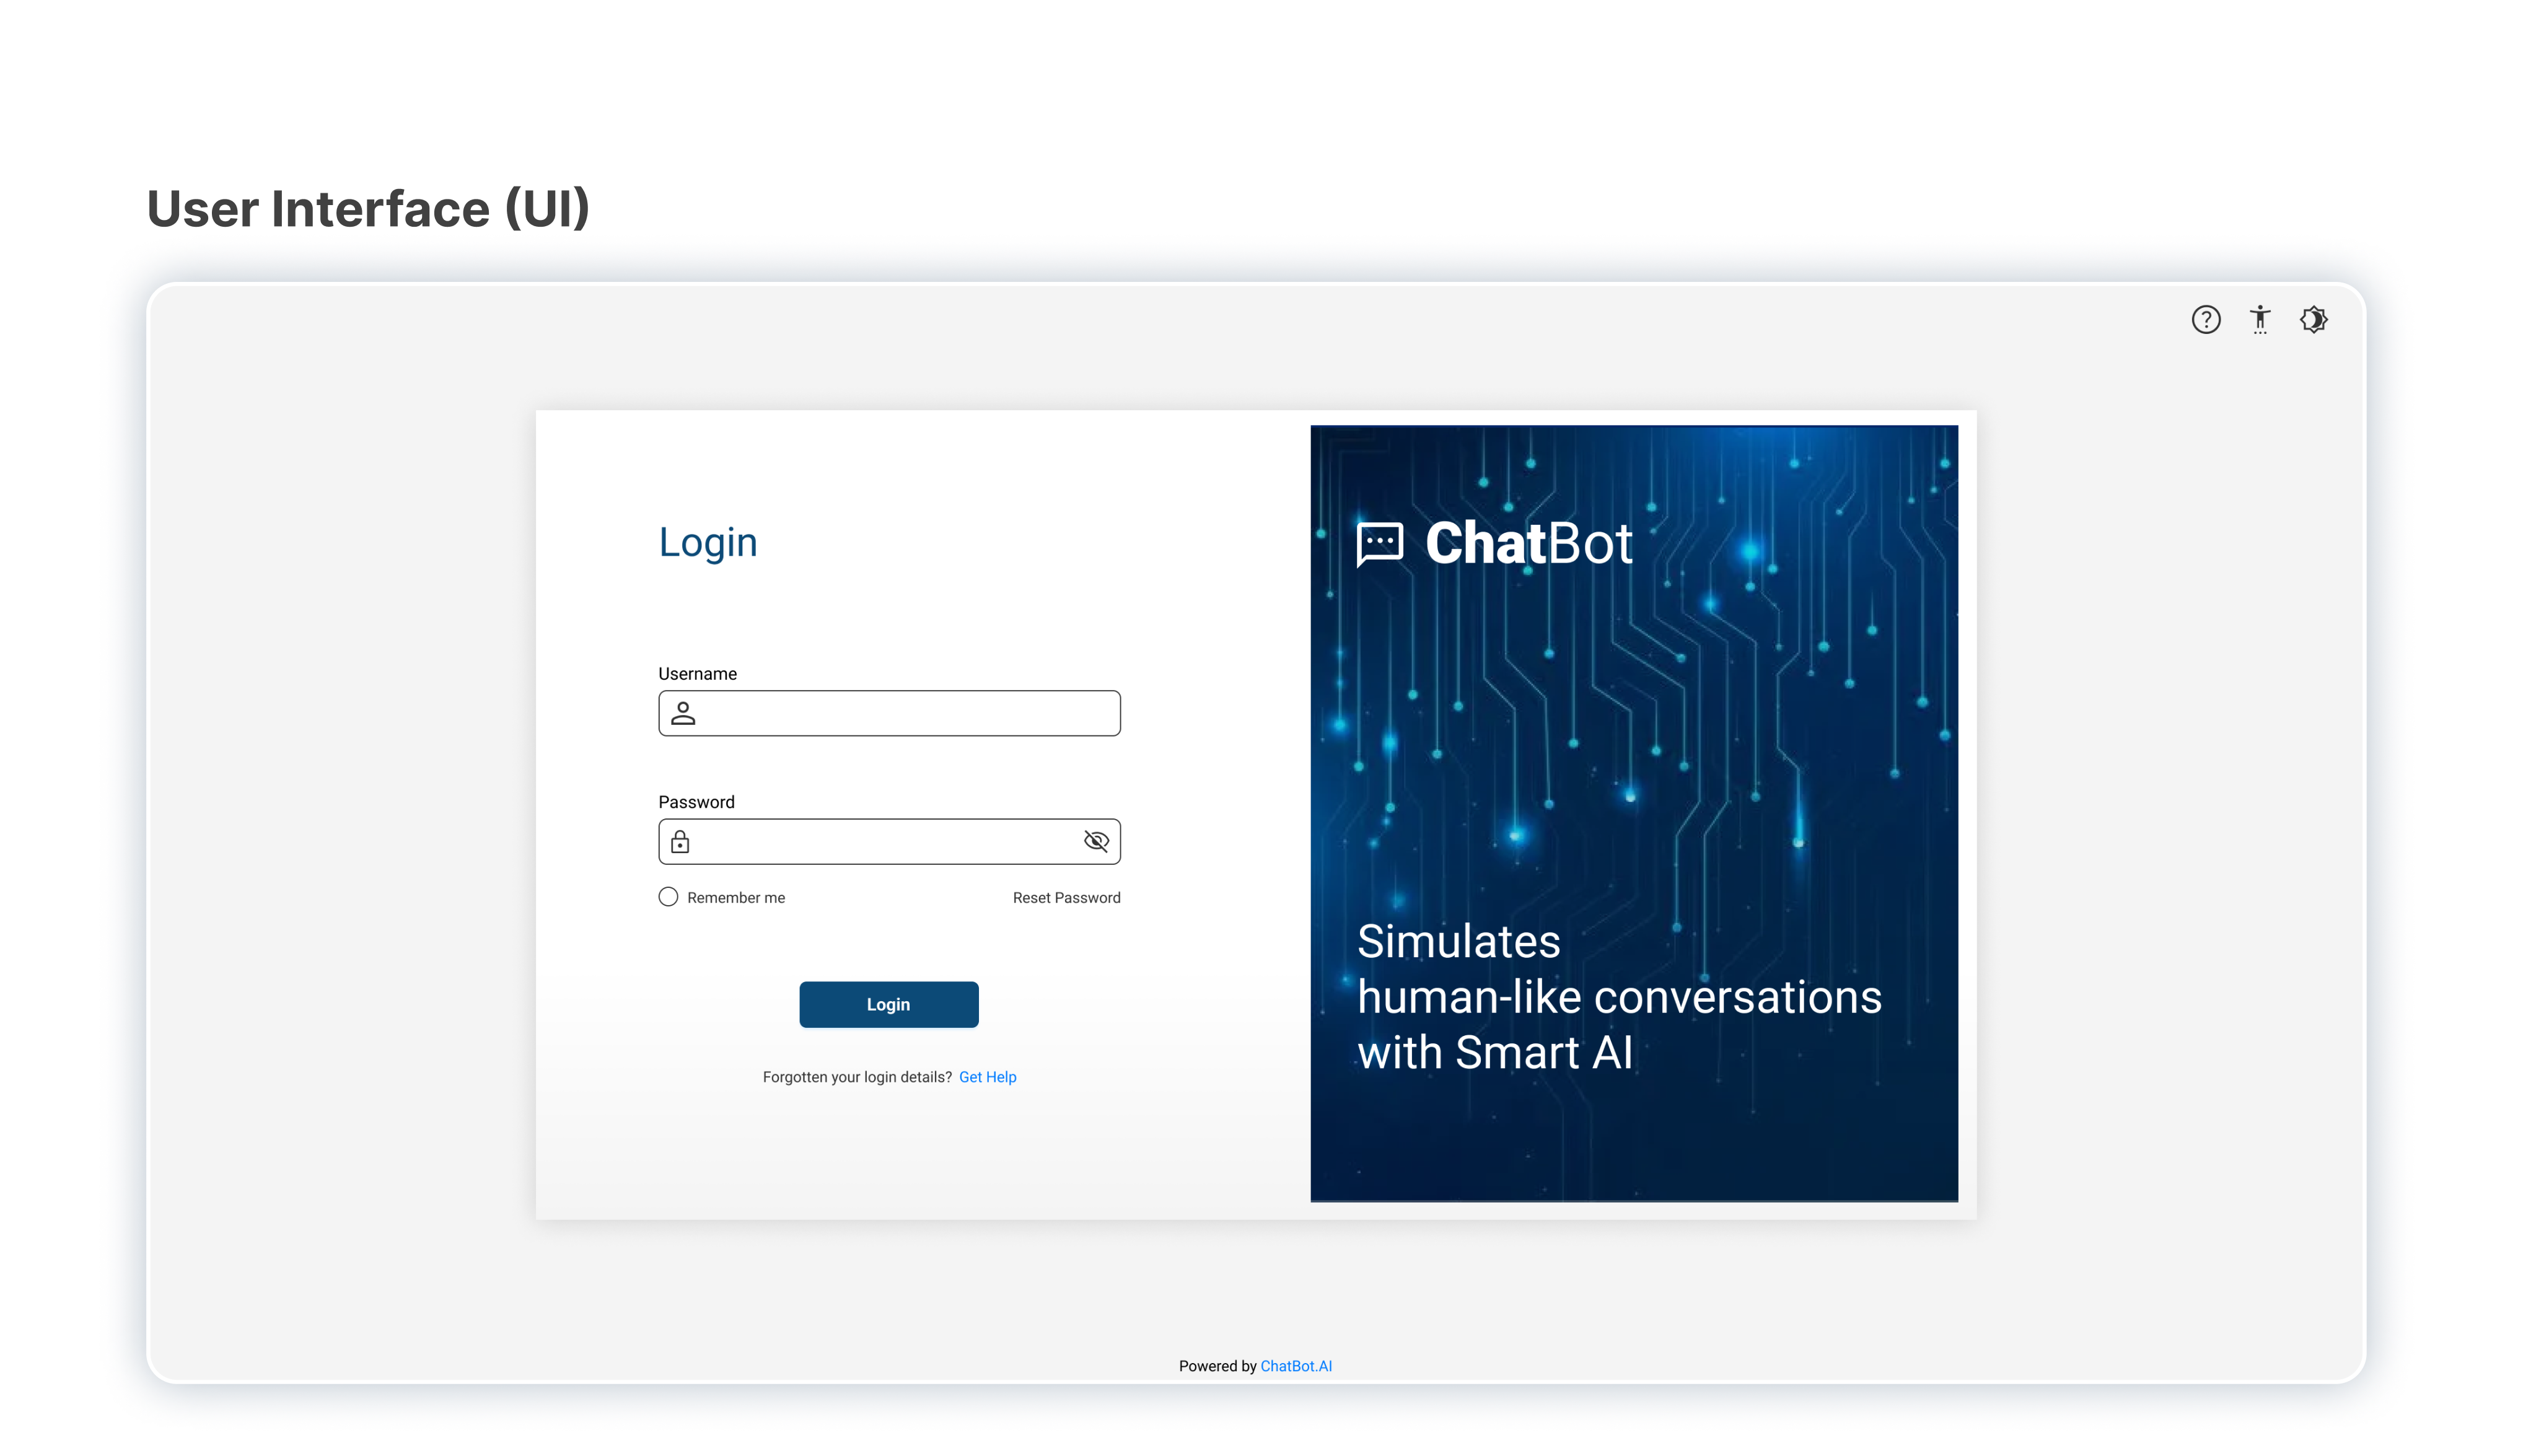 User Interface (UI)
Login
Username
Password
Remember me
Reset Password
Login
Forgotten your login details? Get Help
ChatBot
Simulates
human-like conversations
with Smart AI
Powered by ChatBot.AI